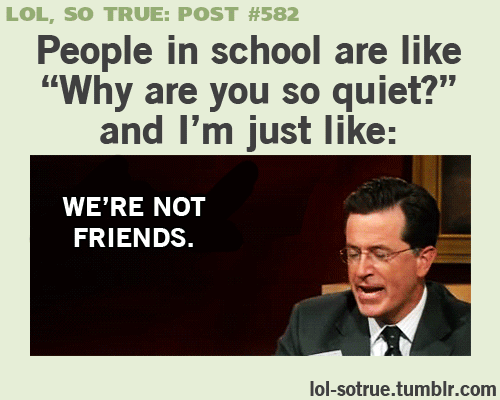 LOL, SO TRUE: POST #582
People in school are like
“Why are you so quiet?”
and I’m just like:
WE’RE NOT
FRIENDS.
lol-sotrue.tumblr.com